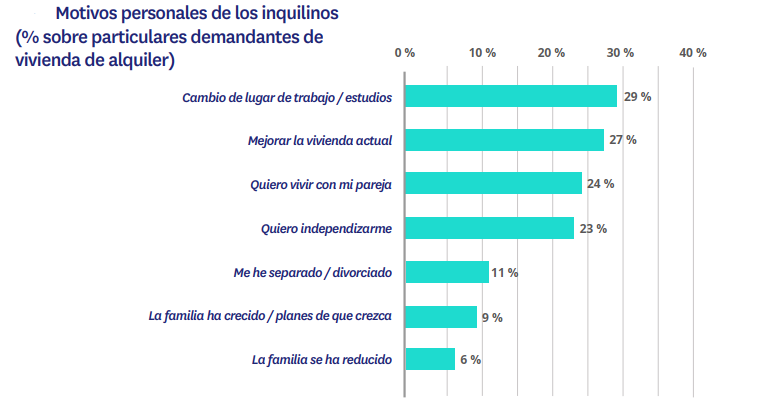 Motivos personales de los inquilinos
(% sobre particulares demandantes de
vivienda de alquiler)
0 % 10 % 20 % 30 % 40 %
Cambio de lugar de trabajo / estudios 29 %
Mejorar la vivienda actual 27 %
Quiero vivir con mi pareja 24 %
Quiero independizarme 23 %
Me he separado / divorciado 11 %
La familia ha crecido / planes de que crezca 9 %
La familia se ha reducido 6 %